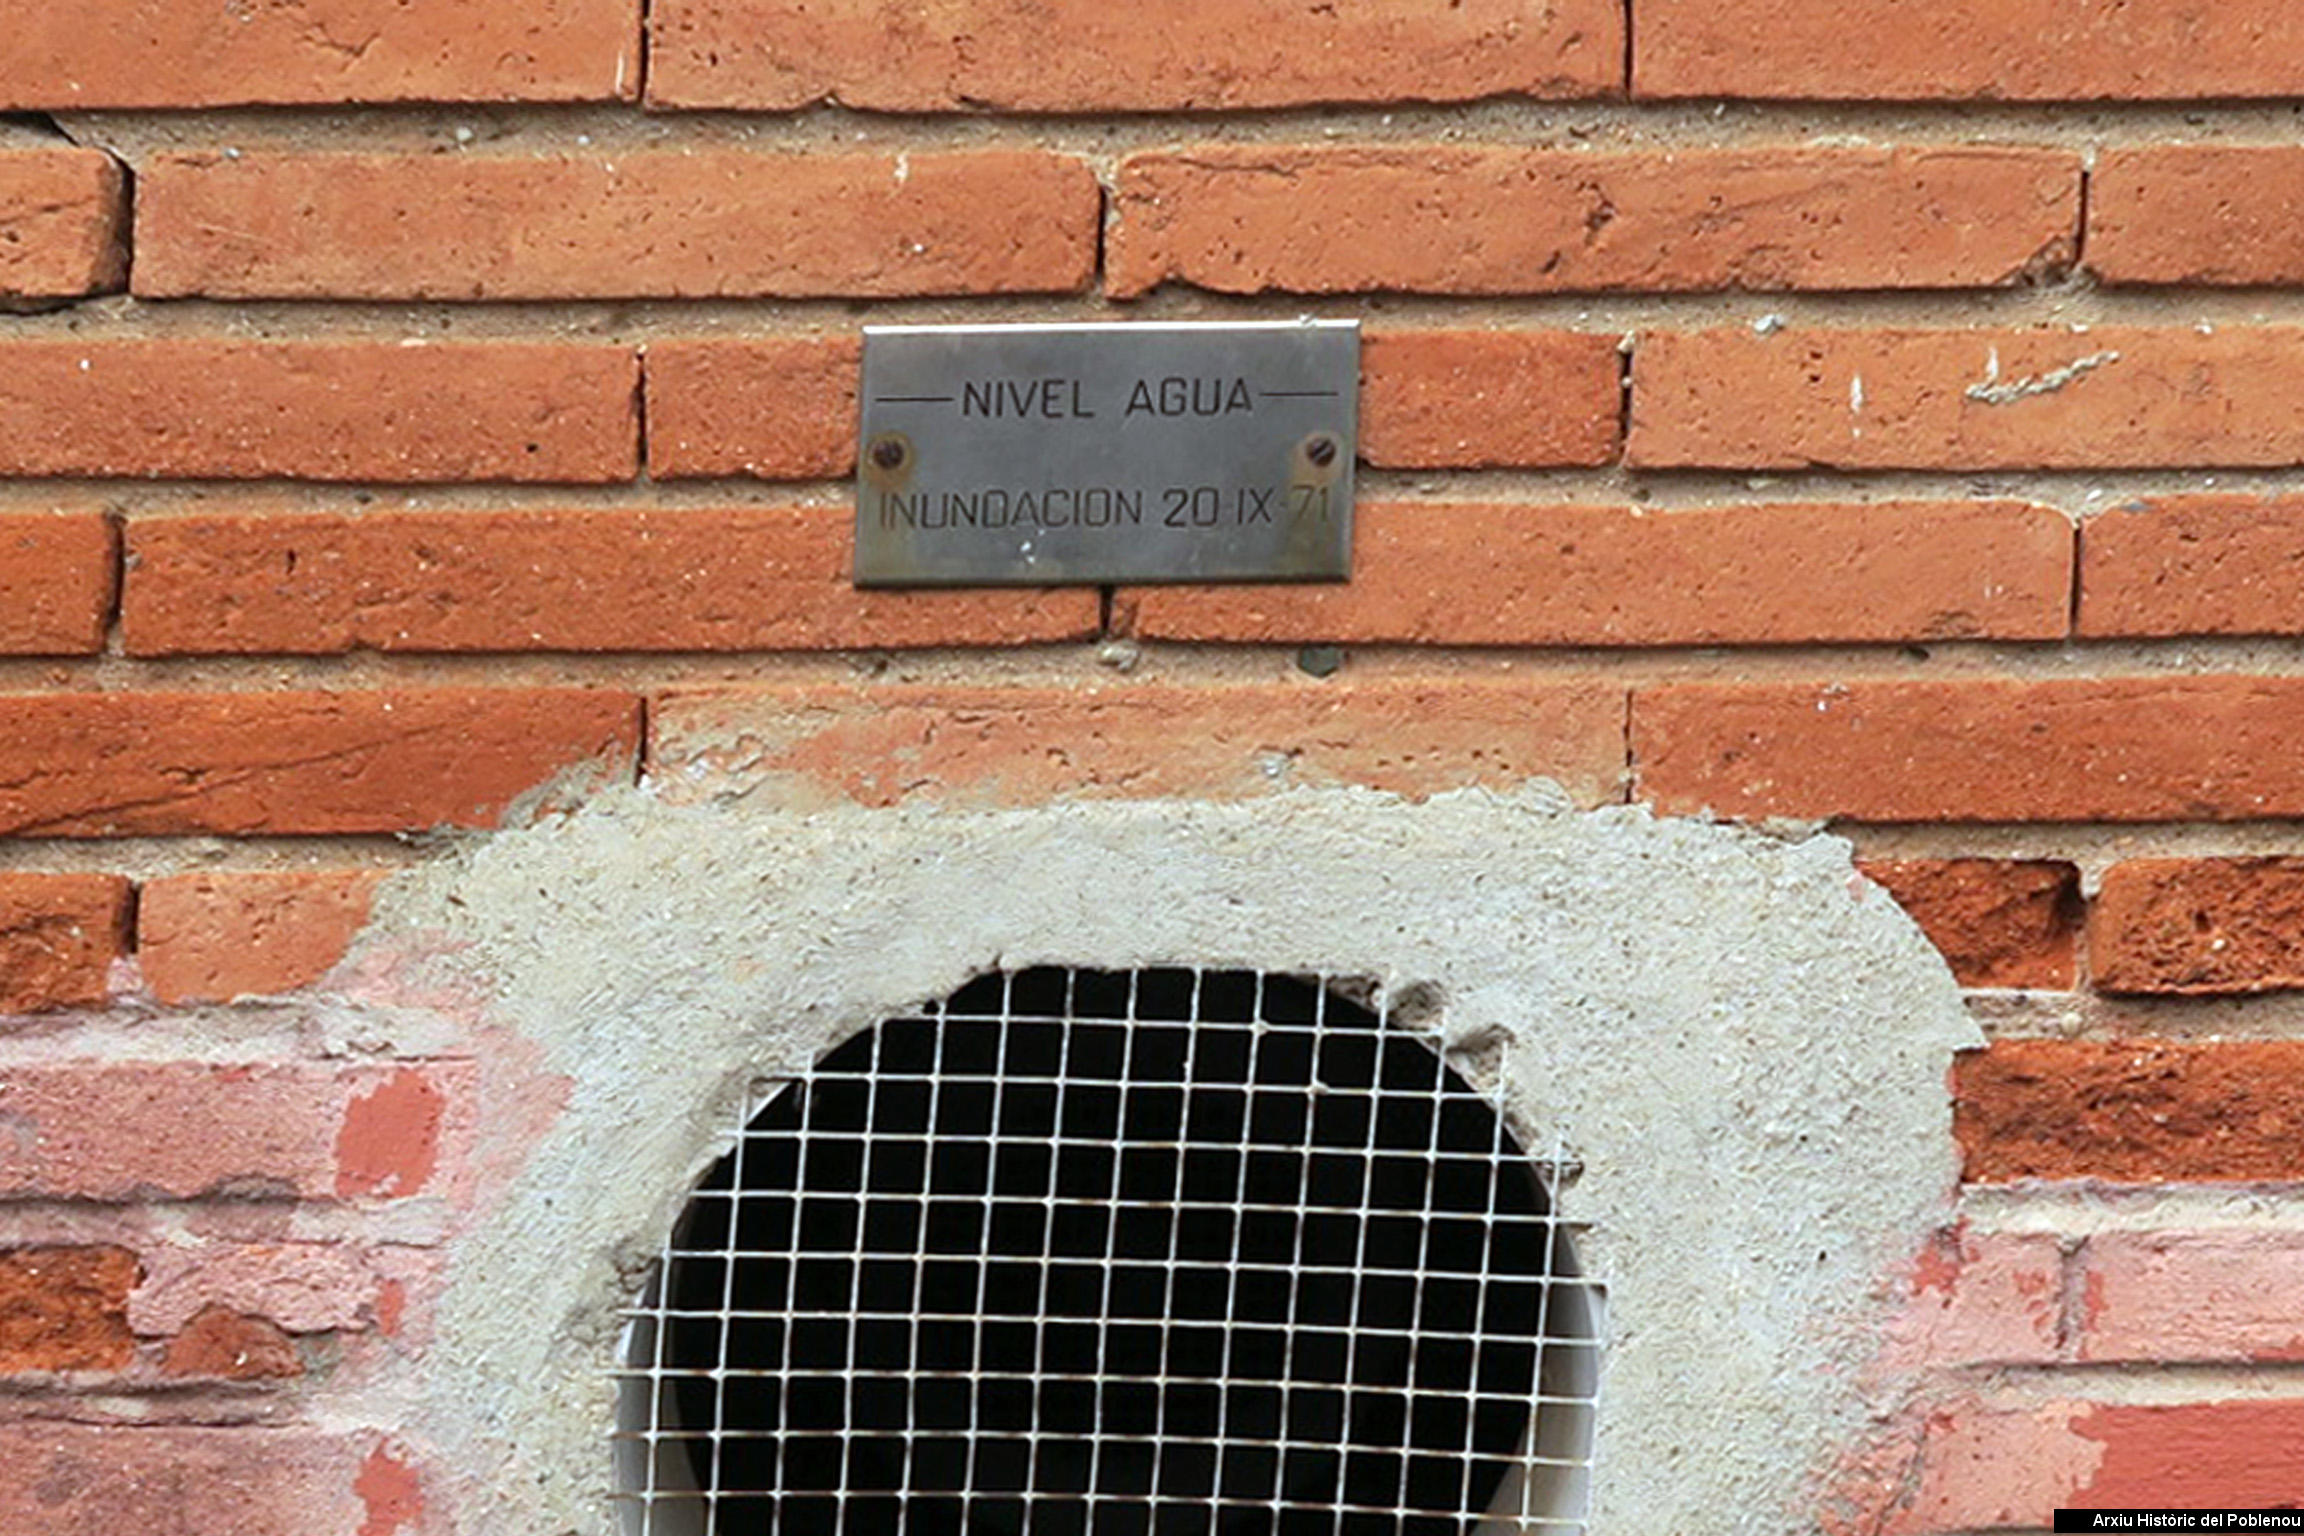 NIVEL AGUA
INUNDACION 20-IX-71
Arxiu Històric del Poblenou